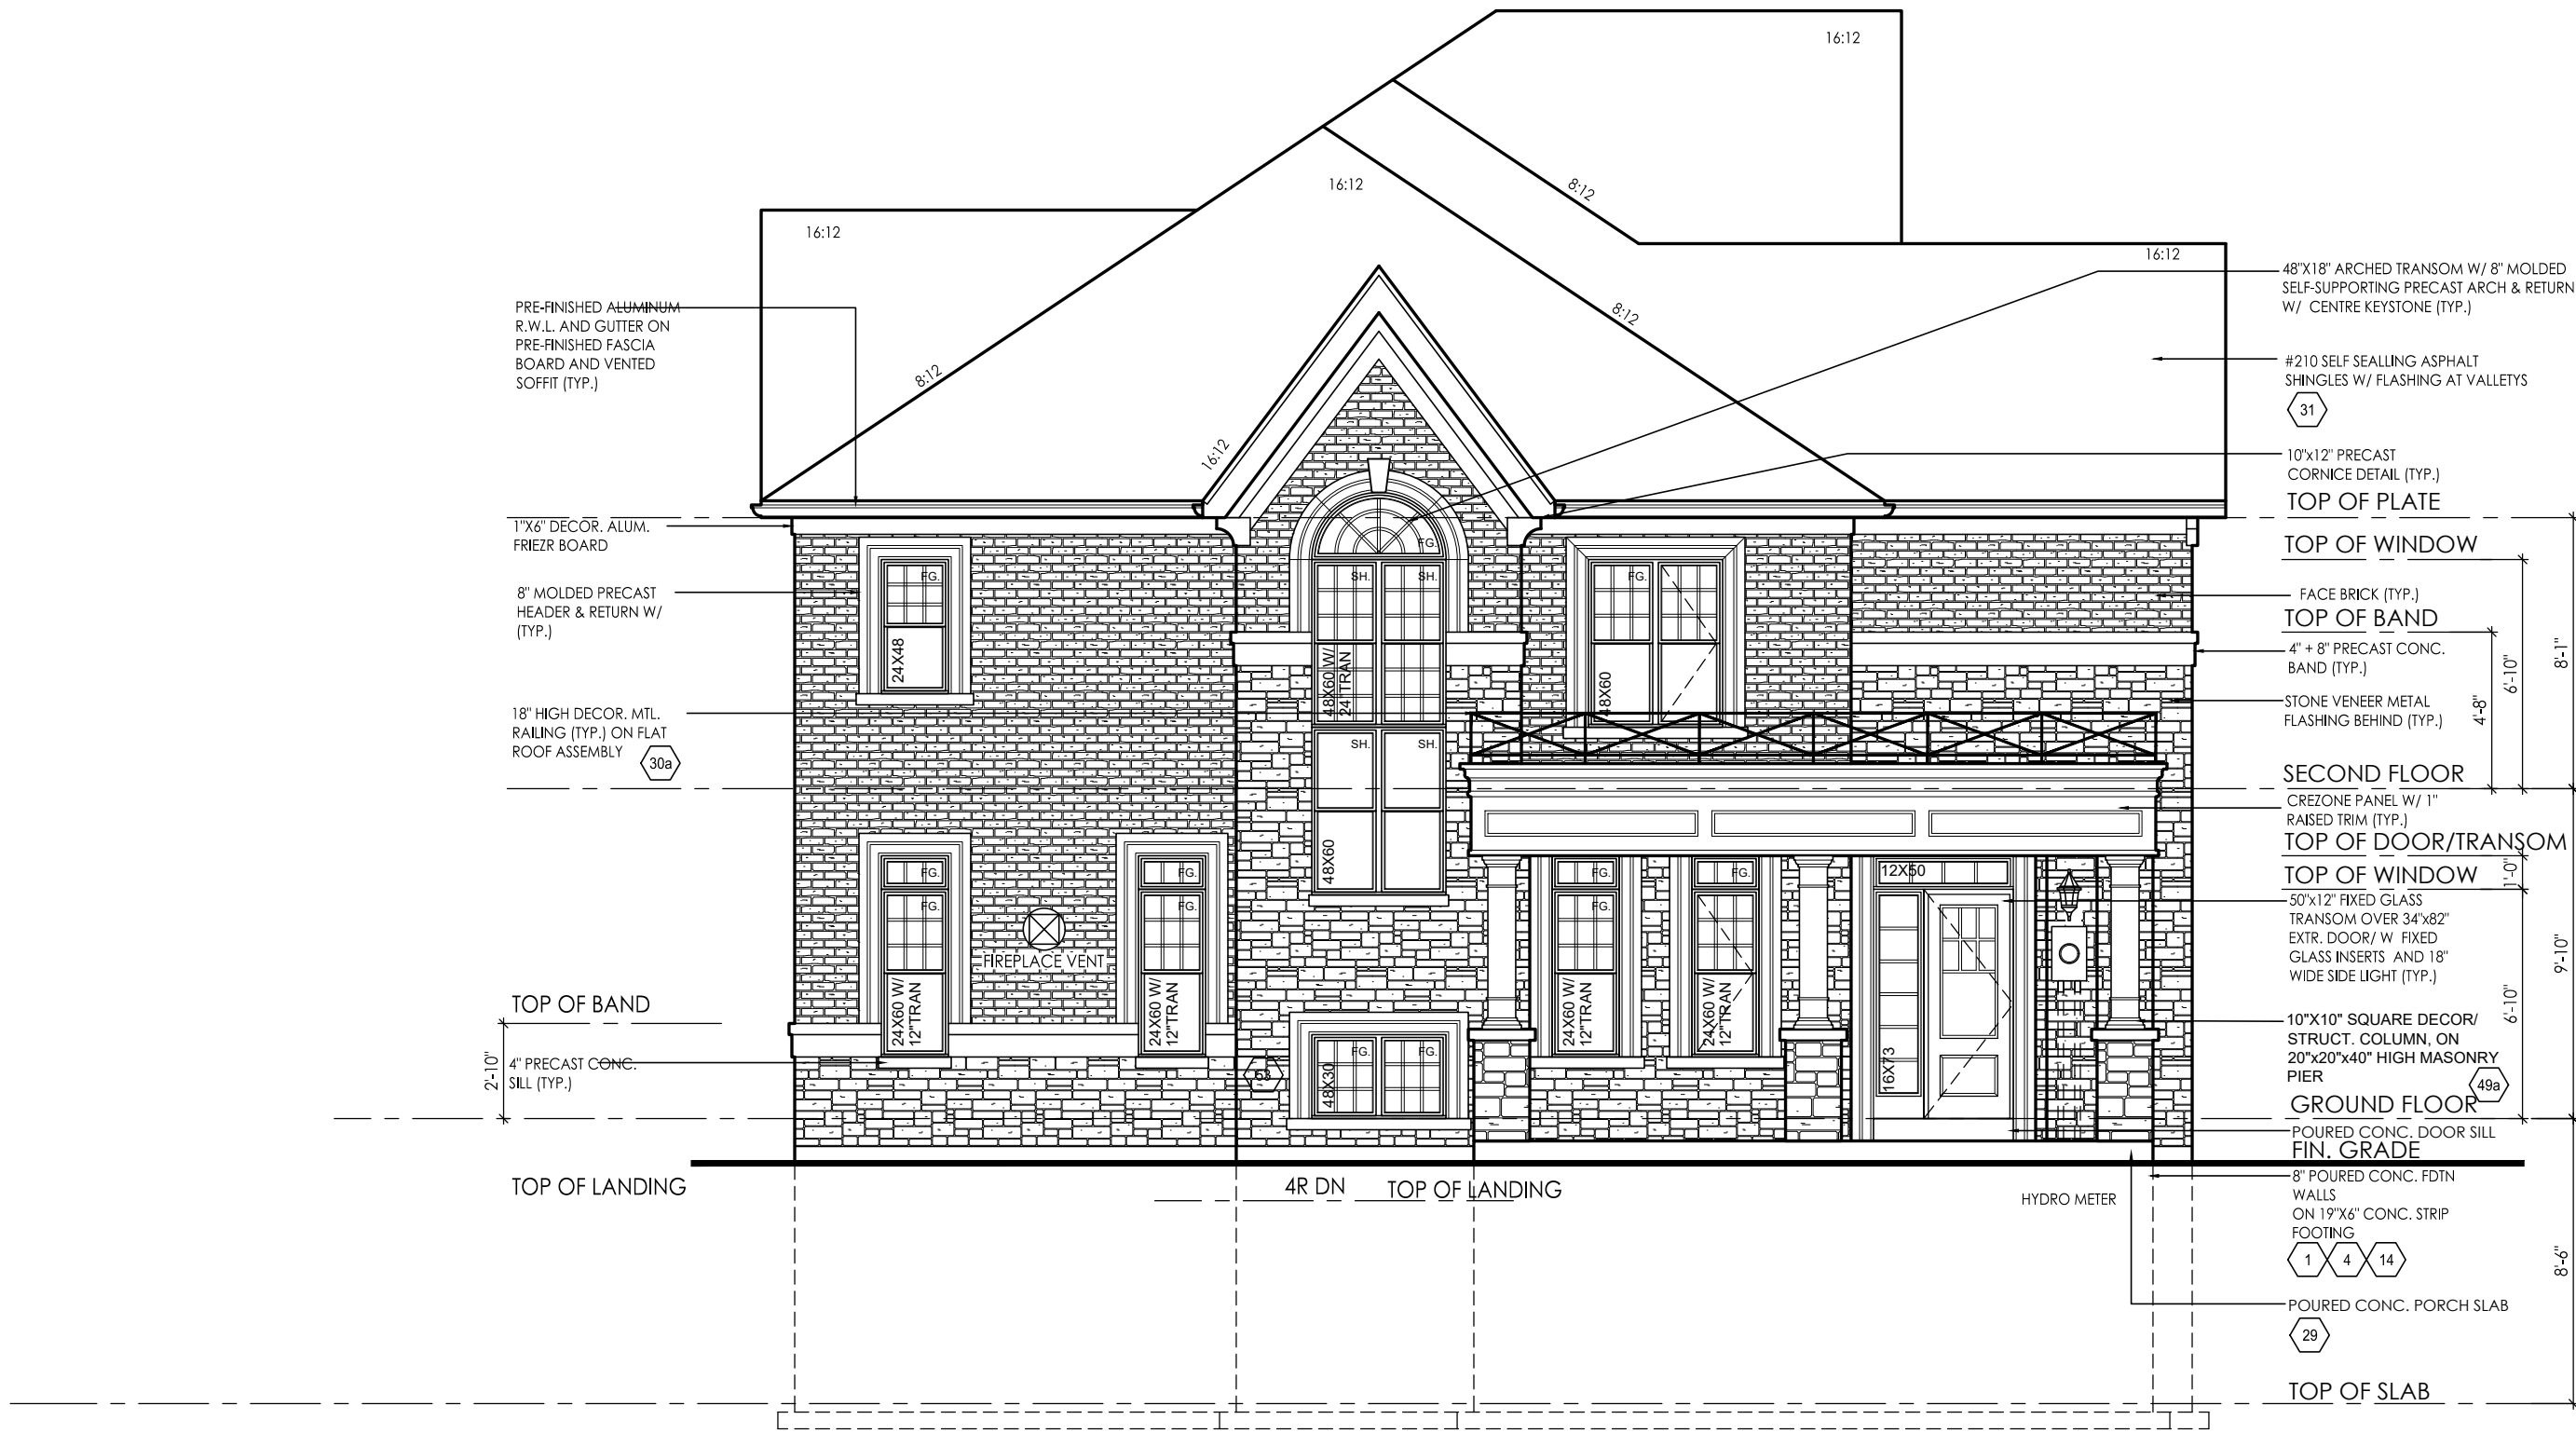 16:12
16:12
8:12
16:12
16:12
8:12
8:12
16:12
PRE-FINISHED ALUMINUM
R.W.L. AND GUTTER ON
PRE-FINISHED FASCIA
BOARD AND VENTED
SOFFIT (TYP.)
1"X6" DECOR. ALUM.
FRIEZR BOARD
8" MOLDED PRECAST
HEADER & RETURN W/
(TYP.)
18" HIGH DECOR. MTL.
RAILING (TYP.) ON FLAT
ROOF ASSEMBLY
30a
TOP OF BAND
2'-10"
4" PRECAST CONC.
SILL (TYP.)
TOP OF LANDING
FG.
24X48
FG.
FG.
24X60 W/
12"TRAN
FIREPLACE VENT
FG.
FG.
24X60 W/
12"TRAN
53
FG.
SH.
SH.
48X60 W/
24"TRAN
SH.
SH.
48X60
FG.
FG.
48X30
FG.
48X60
FG.
FG.
24X60 W/
12"TRAN
FG.
24X60 W/
12"TRAN
12X50
16X73
4R DN
TOP OF LANDING
HYDRO METER
48"X18" ARCHED TRANSOM W/ 8" MOLDED
SELF-SUPPORTING PRECAST ARCH & RETURN
W/ CENTRE KEYSTONE (TYP.)
#210 SELF SEALLING ASPHALT
SHINGLES W/ FLASHING AT VALLETYS
31
10"x12" PRECAST
CORNICE DETAIL (TYP.)
TOP OF PLATE
TOP OF WINDOW
FACE BRICK (TYP.)
TOP OF BAND
4" + 8" PRECAST CONC.
BAND (TYP.)
STONE VENEER METAL
FLASHING BEHIND (TYP.)
4'-8"
6'-10"
8'-1"
SECOND FLOOR
CREZONE PANEL W/ 1"
RAISED TRIM (TYP.)
TOP OF DOOR/TRANSOM
TOP OF WINDOW
1'-0"
50"x12" FIXED GLASS
TRANSOM OVER 34"x82"
EXTR. DOOR/ W FIXED
GLASS INSERTS AND 18"
WIDE SIDE LIGHT (TYP.)
9'-10"
6'-10"
10"X10" SQUARE DECOR/
STRUCT. COLUMN, ON
20"x20"x40" HIGH MASONRY
PIER
49a
GROUND FLOOR
POURED CONC. DOOR SILL
FIN. GRADE
8" POURED CONC. FDTN
WALLS
ON 19"X6" CONC. STRIP
FOOTING
1 4 14
8'-6"
POURED CONC. PORCH SLAB
29
TOP OF SLAB